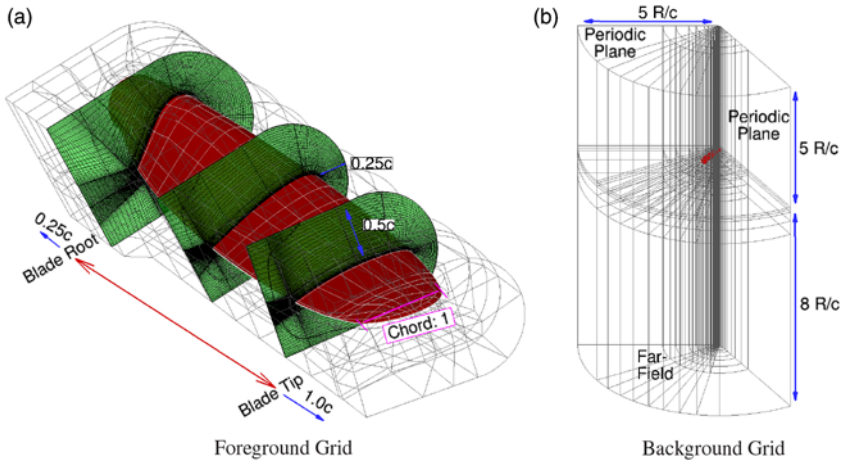 (a)
0.25c
0.5c
0.25c
Blade Root
Chord: 1
Blade Tip
1.0c
Foreground Grid
(b)
5 R/c
Periodic
Plane
Periodic
Plane
5 R/c
8 R/c
Far-
Field
Background Grid